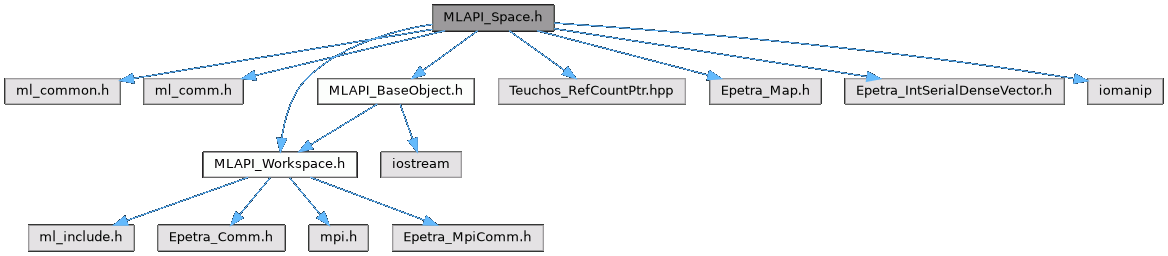 MLAPI_Space.h
ml_common.h
ml_comm.h
MLAPI_BaseObject.h
Teuchos_RefCountPtr.hpp
Epetra_Map.h
Epetra_IntSerialDenseVector.h
iomanip
MLAPI_Workspace.h
iostream
ml_include.h
Epetra_Comm.h
mpi.h
Epetra_MpiComm.h